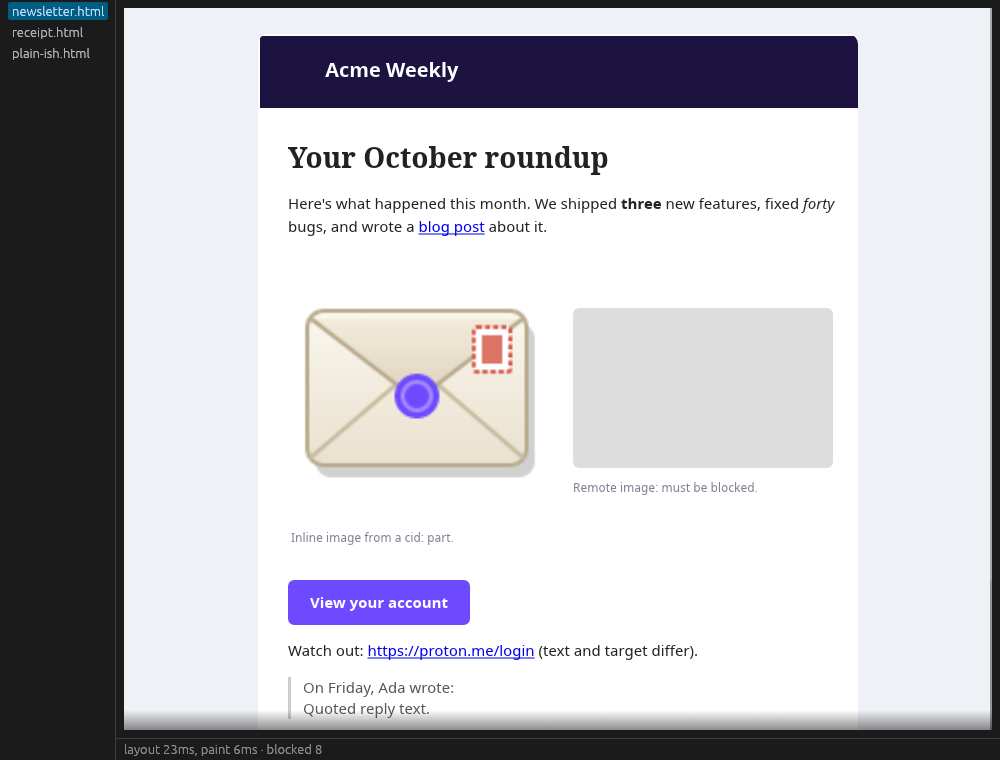 newsletter.html
receipt.html
plain-ish.html
Acme Weekly
Your October roundup
Here's what happened this month. We shipped three new features, fixed forty
bugs, and wrote a blog post about it.
Remote image: must be blocked.
Inline image from a cid: part.
View your account
Watch out: https://proton.me/login (text and target differ).
On Friday, Ada wrote:
Quoted reply text.
layout 23ms, paint 6ms · blocked 8